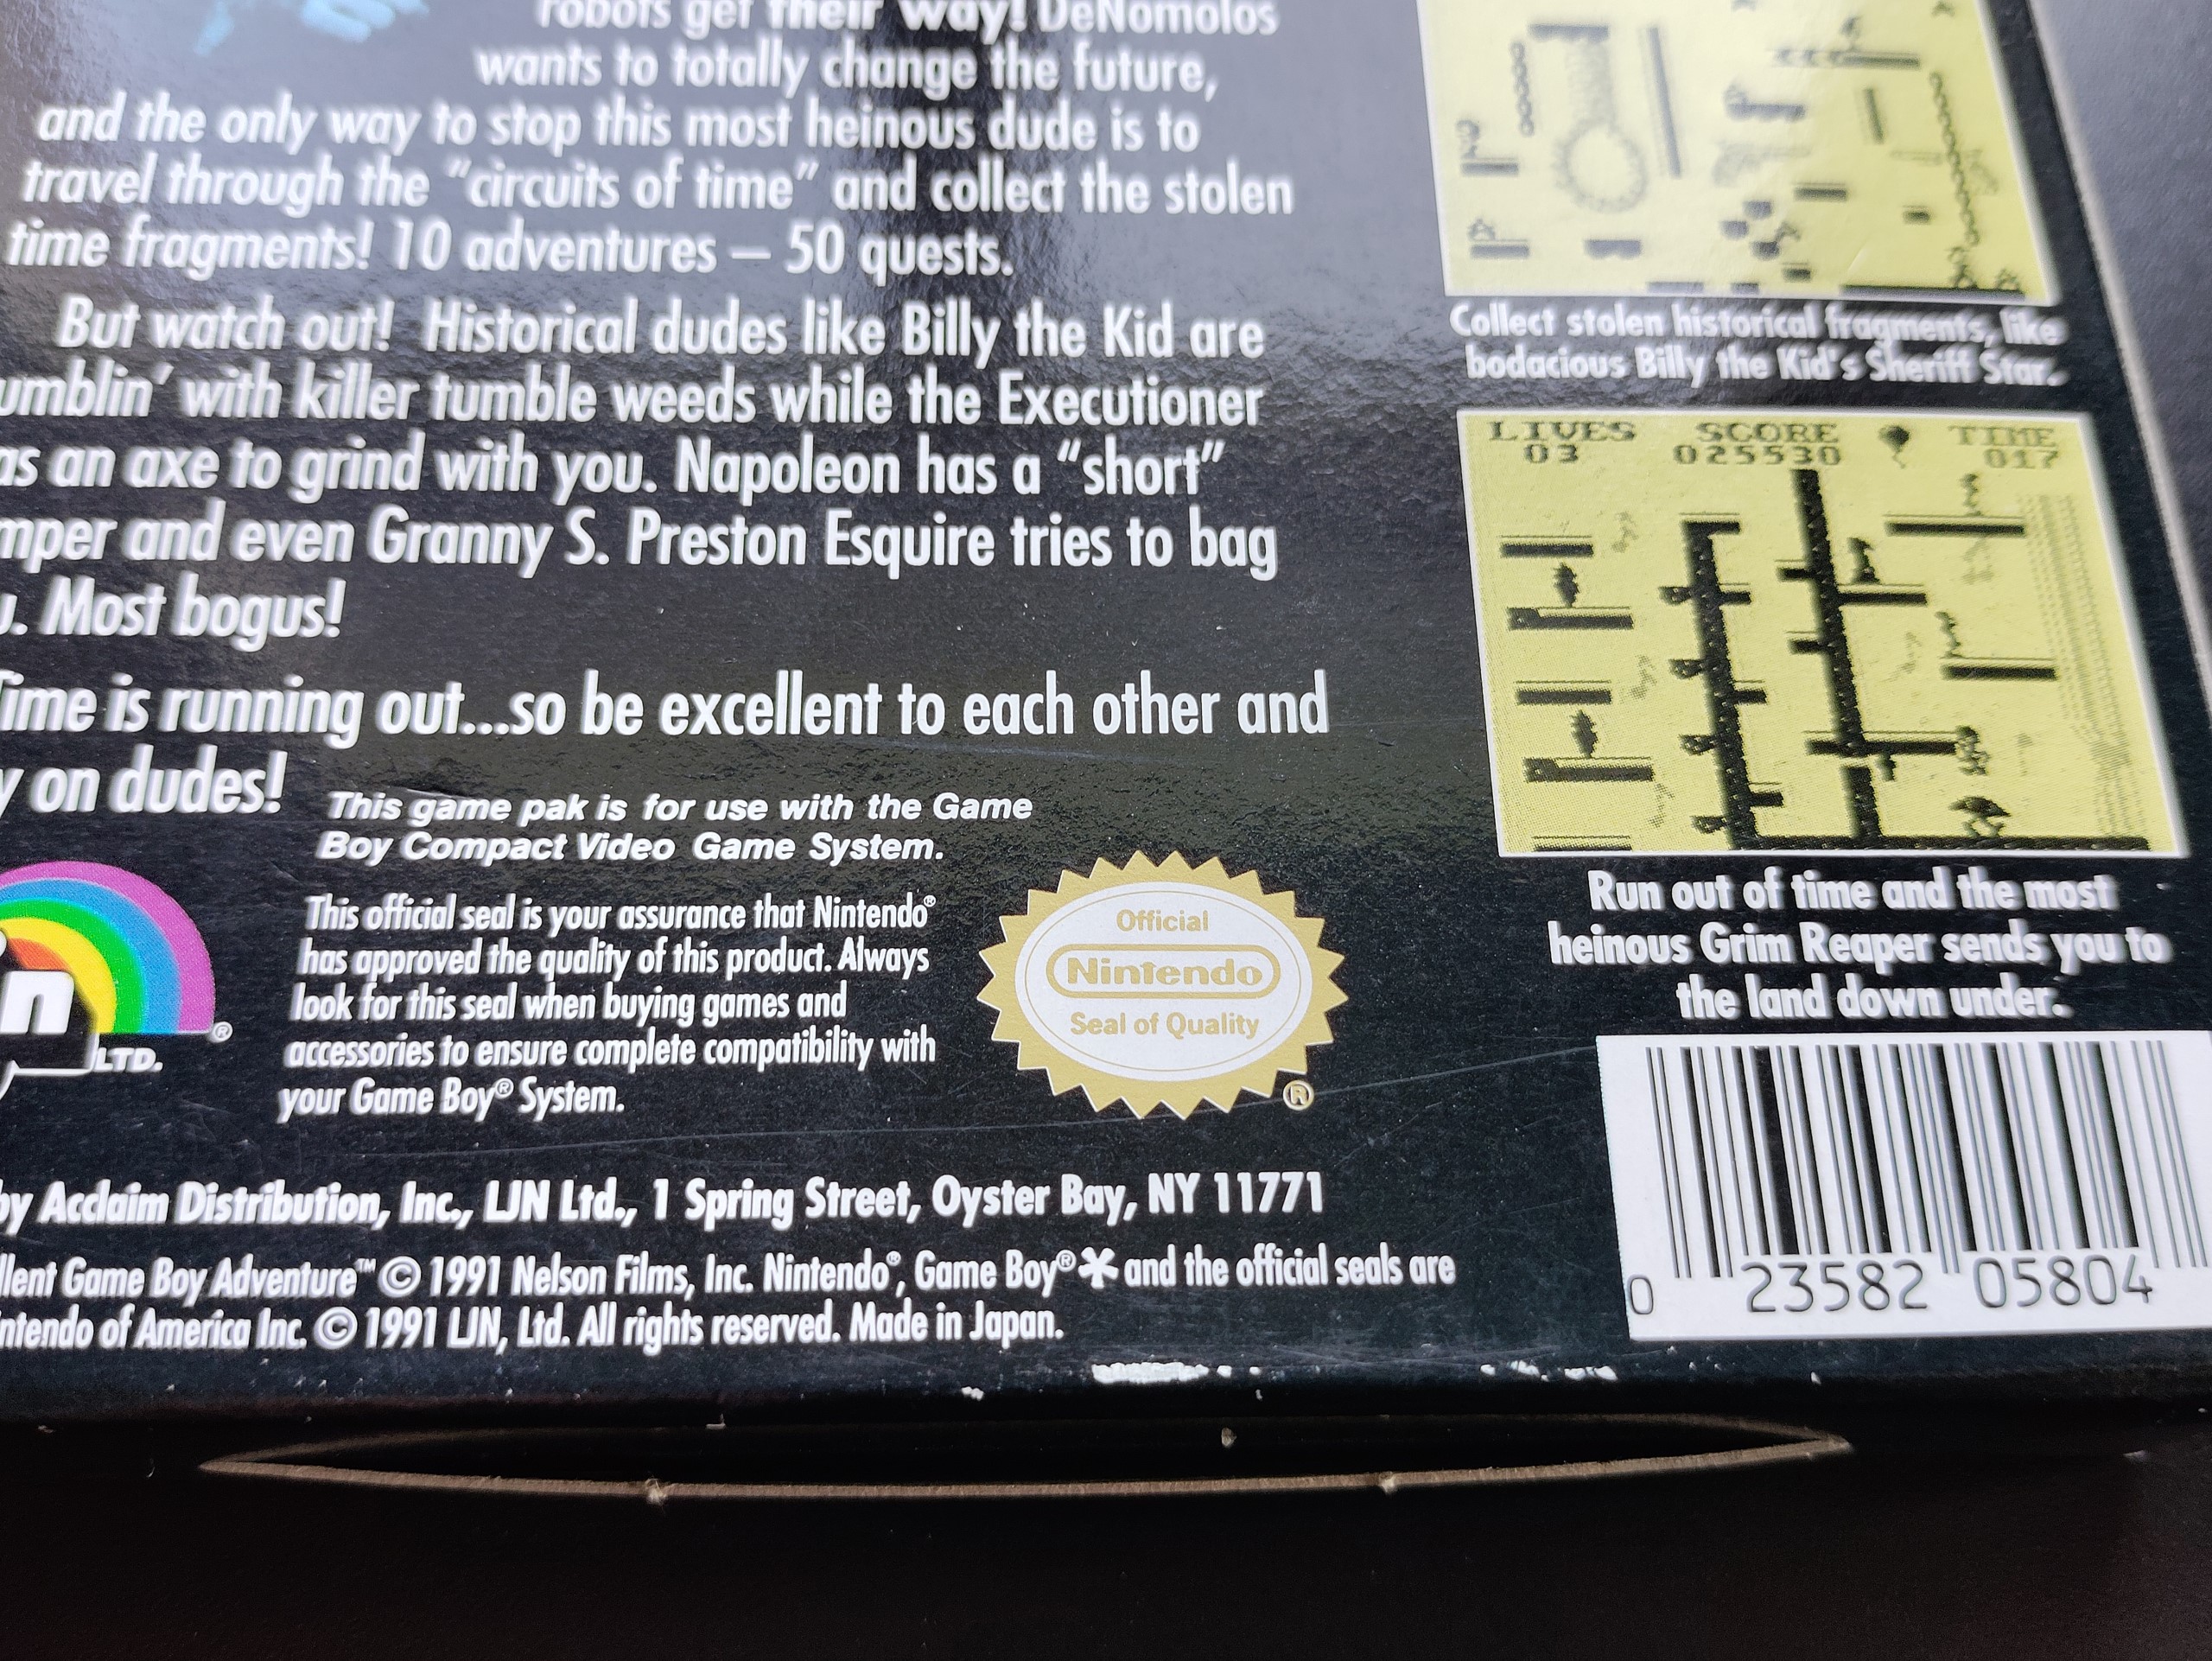 robots get their way! DeNomolos
wants to totally change the future,
and the only way to stop this most heinous dude is to
travel through the “circuits of time” and collect the stolen
time fragments! 10 adventures — 50 quests.
But watch out! Historical dudes like Billy the Kid are
umblin’ with killer tumble weeds while the Executioner
as an axe to grind with you. Napoleon has a “short”
mper and even Granny S. Preston Esquire tries to bag
u. Most bogus!
Time is running out...so be excellent to each other and
y on dudes!
This game pak is for use with the Game
Boy Compact Video Game System.
This official seal is your assurance that Nintendo®
has approved the quality of this product. Always
look for this seal when buying games and
accessories to ensure complete compatibility with
your Game Boy® System.
n
LTD.
®
Official
Nintendo
Seal of Quality
®
by Acclaim Distribution, Inc., LJN Ltd., 1 Spring Street, Oyster Bay, NY 11771
llent Game Boy Adventure™ © 1991 Nelson Films, Inc. Nintendo®, Game Boy®* and the official seals are
ntendo of America Inc. © 1991 LJN, Ltd. All rights reserved. Made in Japan.
Collect stolen historical fragments, like
bodacious Billy the Kid's Sheriff Star.
LIVES SCORE TIME
03 025530 017
Run out of time and the most
heinous Grim Reaper sends you to
the land down under.
0 23582 05804